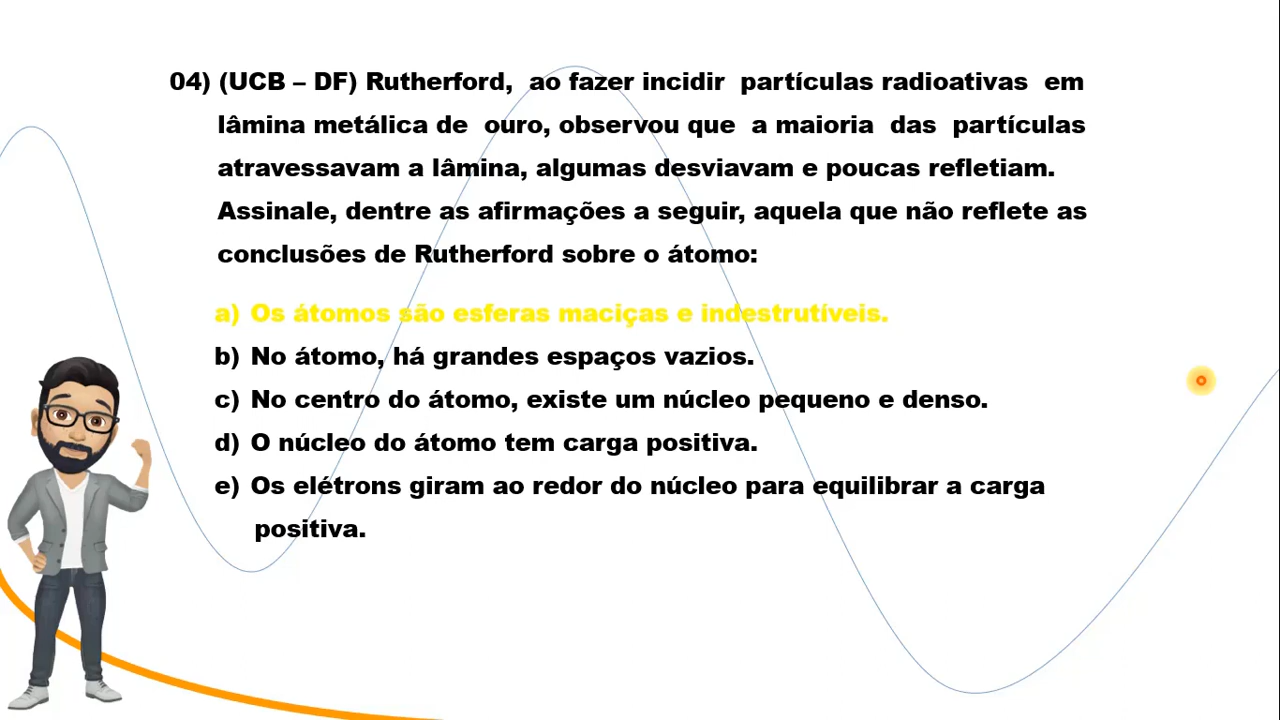 04) (UCB – DF) Rutherford, ao fazer incidir partículas radioativas em
lâmina metálica de ouro, observou que a maioria das partículas
atravessavam a lâmina, algumas desviavam e poucas refletiam.
Assinale, dentre as afirmações a seguir, aquela que não reflete as
conclusões de Rutherford sobre o átomo:
a) Os átomos são esferas maciças e indestrutíveis.
b) No átomo, há grandes espaços vazios.
c) No centro do átomo, existe um núcleo pequeno e denso.
d) O núcleo do átomo tem carga positiva.
e) Os elétrons giram ao redor do núcleo para equilibrar a carga
positiva.